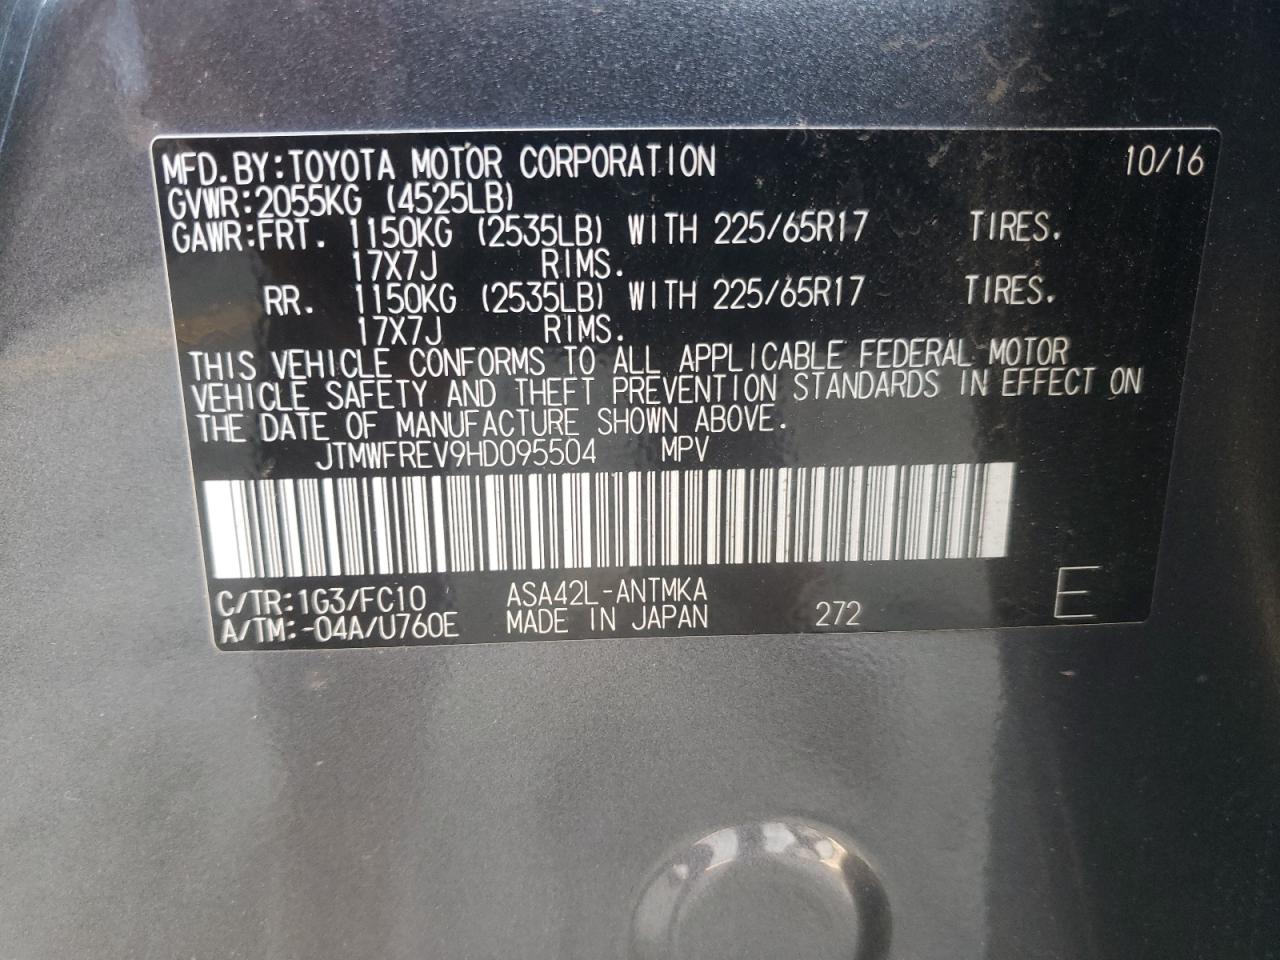 MFD.BY:TOYOTA MOTOR CORPORATION 10/16
GVWR:2055KG (4525LB)
GAWR:FRT. 1150KG (2535LB) WITH 225/65R17 TIRES.
17X7J RIMS.
RR. 1150KG (2535LB) WITH 225/65R17 TIRES.
17X7J RIMS.
THIS VEHICLE CONFORMS TO ALL APPLICABLE FEDERAL MOTOR
VEHICLE SAFETY AND THEFT PREVENTION STANDARDS IN EFFECT ON
THE DATE OF MANUFACTURE SHOWN ABOVE.
JTMWFREV9HD095504 MPV
C/TR:1G3/FC10 ASA42L-ANTMKA E
A/TM:-04A/U760E MADE IN JAPAN 272